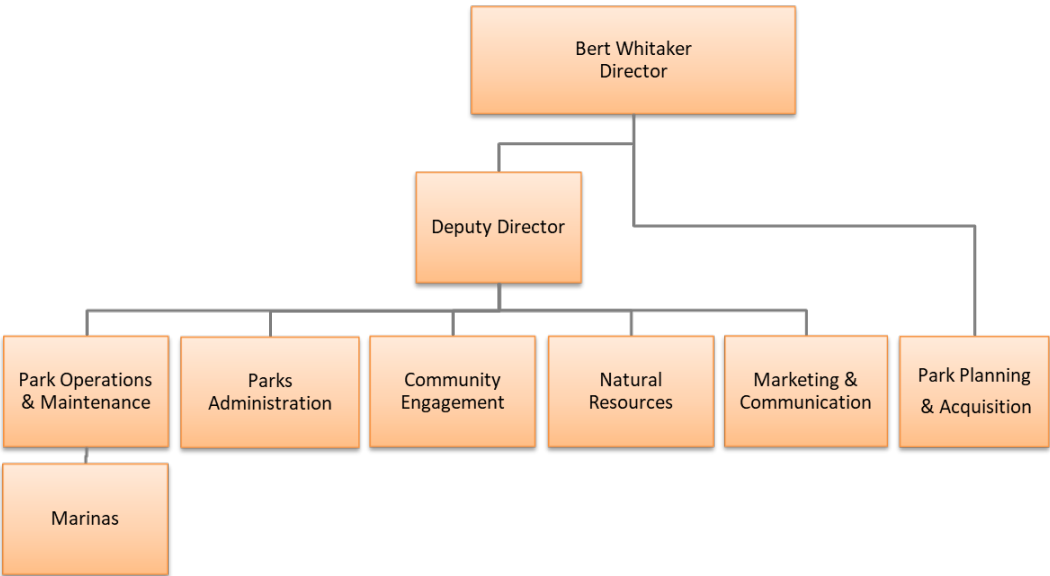 Bert Whitaker
Director
Deputy Director
Park Operations
& Maintenance
Parks
Administration
Community
Engagement
Natural
Resources
Marketing &
Communication
Park Planning
& Acquisition
Marinas